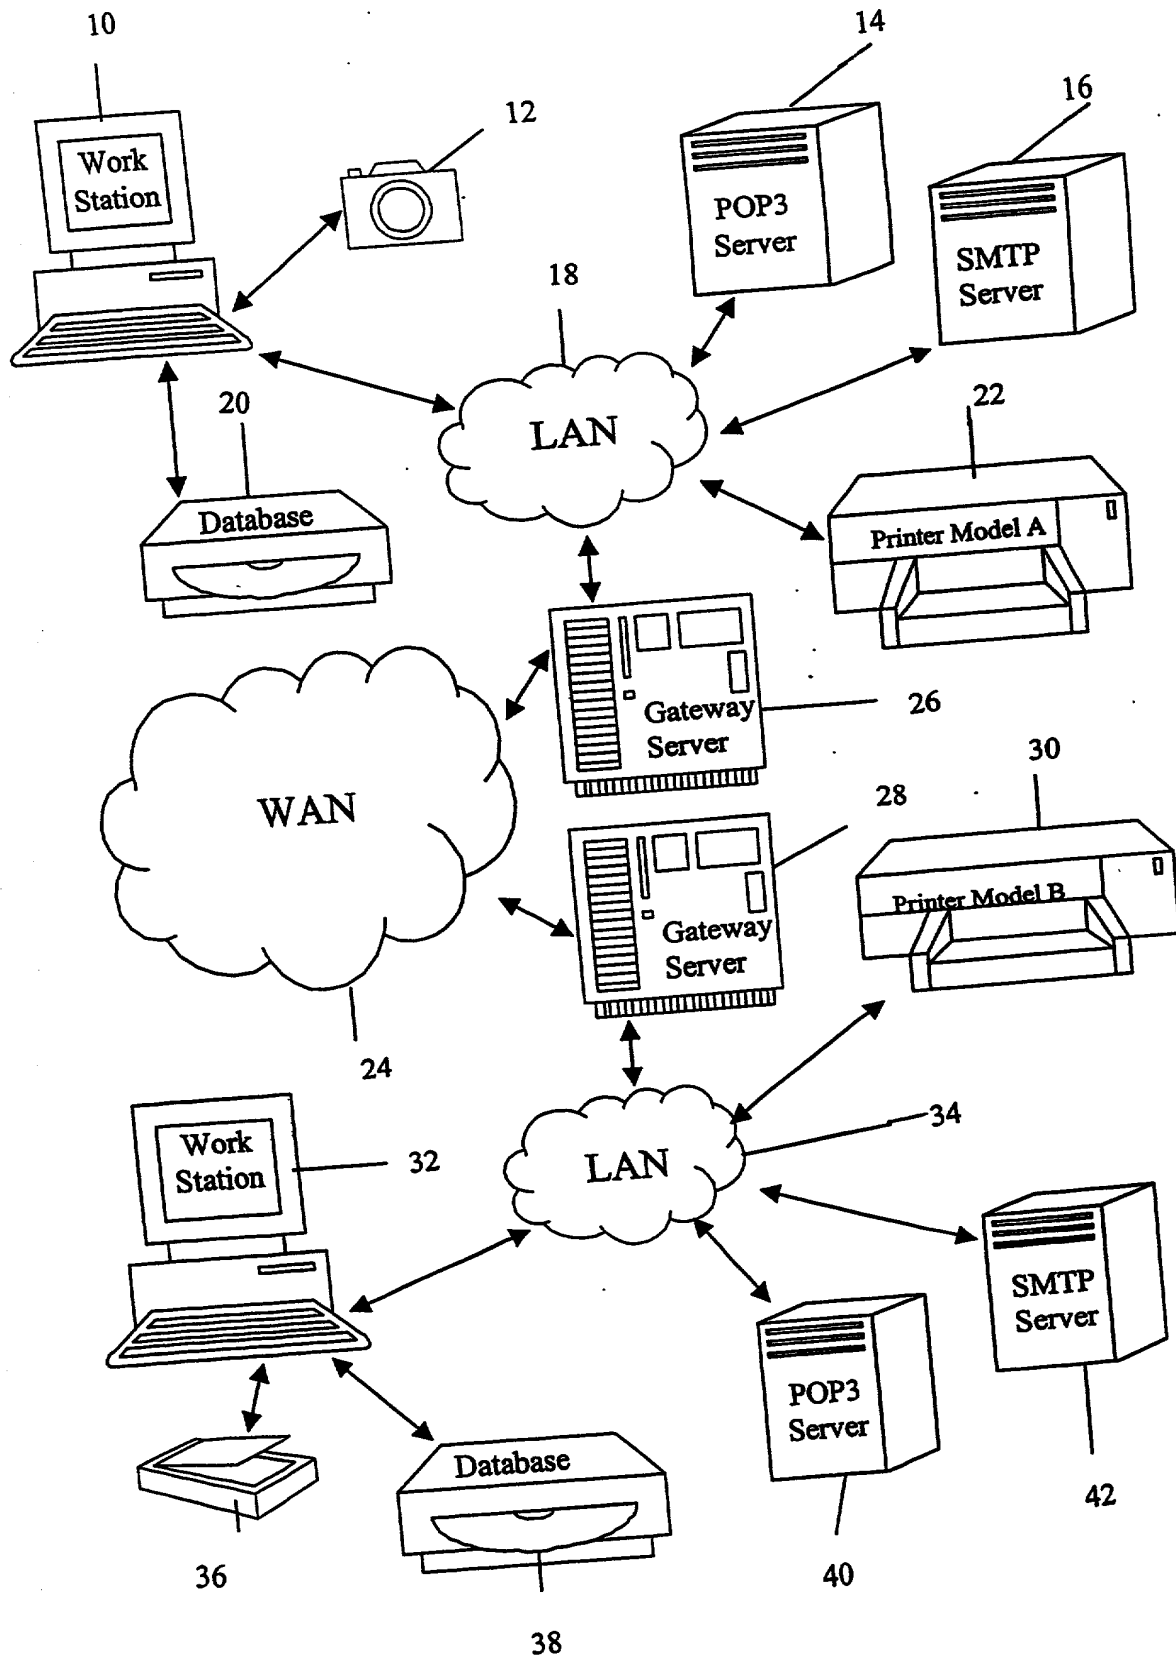 10
14
12
16
Work
Station
POP3
Server
SMTP
Server
18
20
LAN
22
Database
Printer Model A
26
Gateway
Server
WAN
30
28
Printer Model B
Gateway
Server
24
34
Work
Station
32
LAN
SMTP
Server
POP3
Server
Database
42
36
40
38